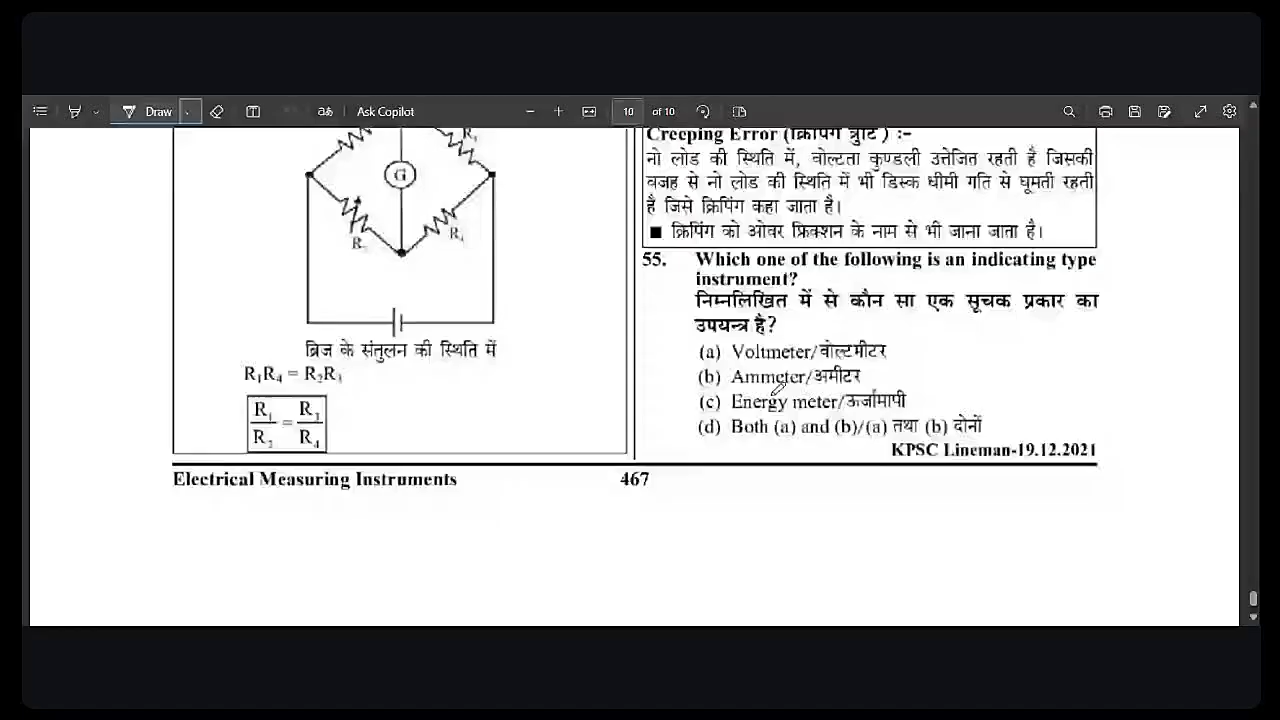 Draw
Ask Copilot
10 of 10
R₁
G
R₄
ब्रिज के संतुलन की स्थिति में
R₁R₄ = R₂R₃
R₁/R₂ = R₃/R₄
Creeping Error (क्रिपिंग त्रुटि) :–
नो लोड की स्थिति में, वोल्टता कुण्डली उत्तेजित रहती है जिसकी
वजह से नो लोड की स्थिति में भी डिस्क धीमी गति से घूमती रहती
है जिसे क्रिपिंग कहा जाता है।
■ क्रिपिंग को ओवर फ्रिक्शन के नाम से भी जाना जाता है।
55. Which one of the following is an indicating type
instrument?
निम्नलिखित में से कौन सा एक सूचक प्रकार का
उपयन्त्र है?
(a) Voltmeter/वोल्टमीटर
(b) Ammeter/अमीटर
(c) Energy meter/ऊर्जामापी
(d) Both (a) and (b)/(a) तथा (b) दोनों
KPSC Lineman-19.12.2021
Electrical Measuring Instruments 467